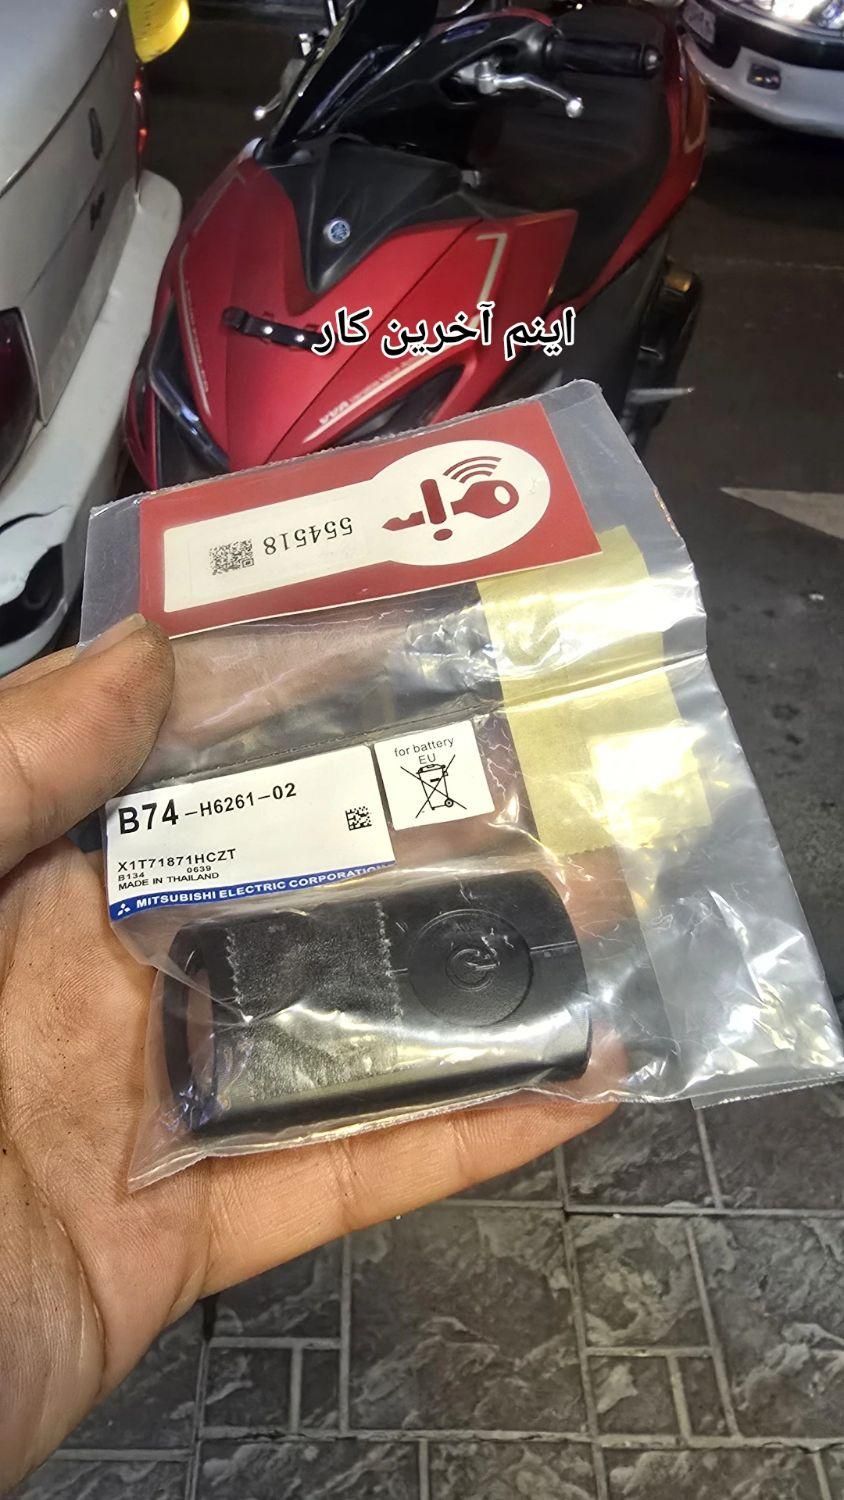 اینم آخرین کار
554518
for battery
EU
B74-H6261-02
X1T71871HCZT
B134 0639
MADE IN THAILAND
MITSUBISHI ELECTRIC CORPORATION